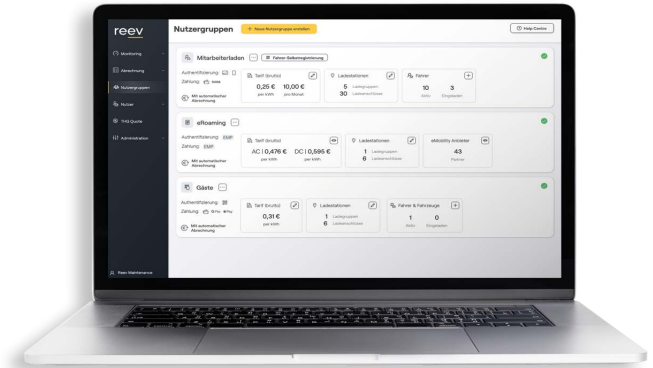 reev
Nutzergruppen
Neue Nutzergruppe erstellen
Help Centre
Monitoring
Abrechnung
Nutzergruppen
Nutzer
THG Quote
Administration
Reev Maintenance
Mitarbeiterladen
Fahrer-Selbstregistrierung
Authentifizierung
Zahlung
Mit automatischer
Abrechnung
Tarif (brutto)
0,25 € 10,00 €
per kWh pro Monat
Ladestationen
5 Ladegruppen
30 Ladeanschlüsse
Fahrer
10 3
Aktiv Eingeladen
eRoaming
Authentifizierung EMP
Zahlung EMP
Mit automatischer
Abrechnung
Tarif (brutto)
AC | 0,476 € DC | 0,595 €
per kWh per kWh
Ladestationen
1 Ladegruppen
6 Ladeanschlüsse
eMobility Anbieter
43
Partner
Gäste
Authentifizierung
Zahlung G Pay Pay
Mit automatischer
Abrechnung
Tarif (brutto)
0,31 €
per kWh
Ladestationen
1 Ladegruppen
6 Ladeanschlüsse
Fahrer & Fahrzeuge
1 0
Aktiv Eingeladen